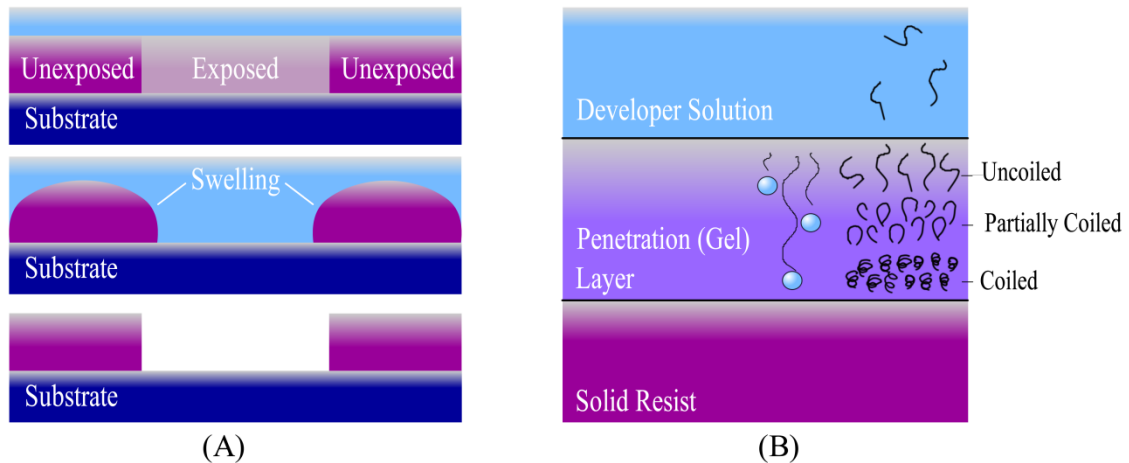 Unexposed Exposed Unexposed
Substrate
Swelling
Substrate
Substrate
(A)
Developer Solution
Penetration (Gel)
Layer
Uncoiled
Partially Coiled
Coiled
Solid Resist
(B)